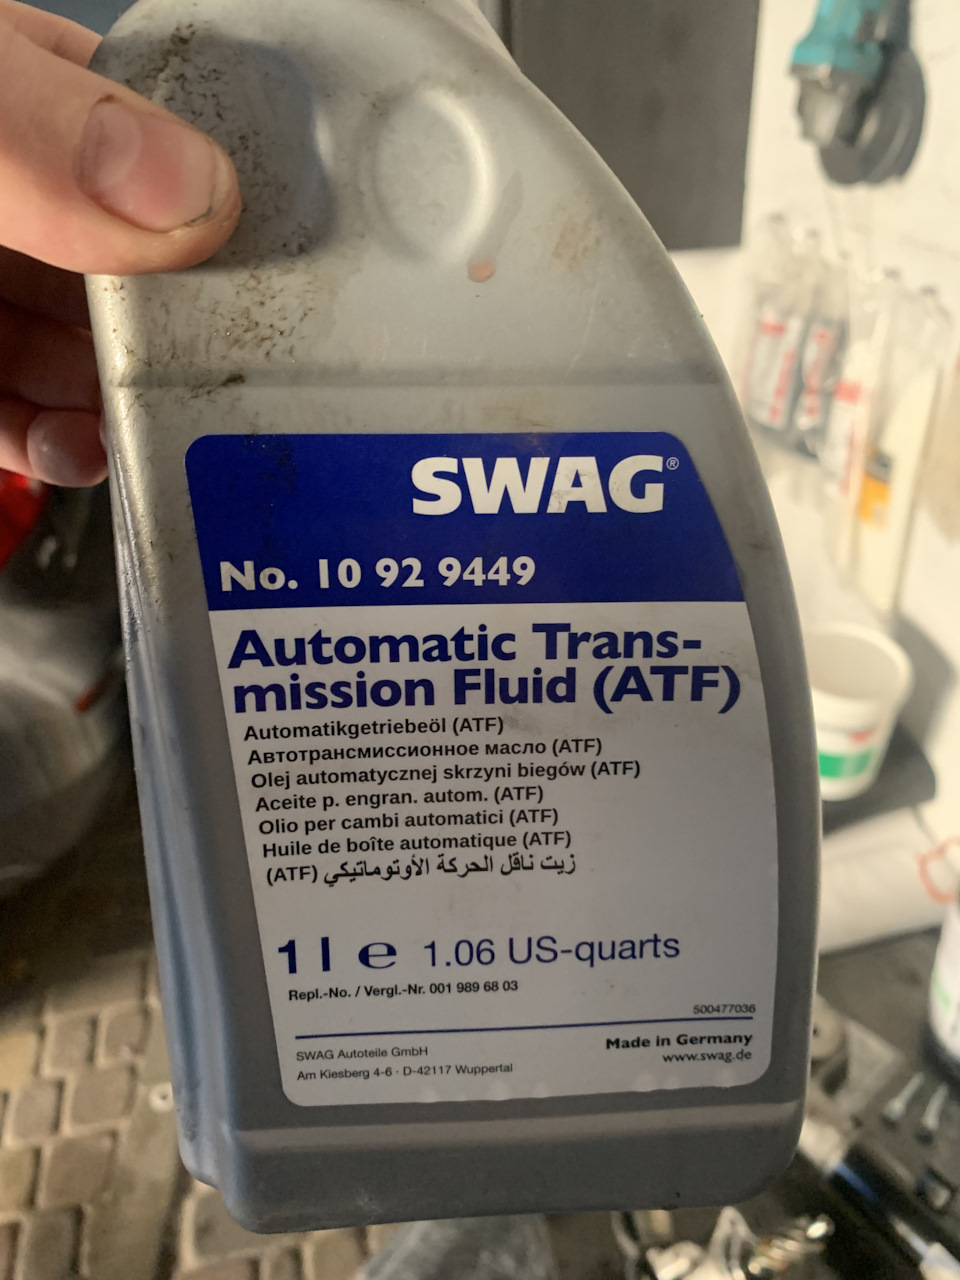 SWAG®
No. 10 92 9449
Automatic Trans-
mission Fluid (ATF)
Automatikgetriebeöl (ATF)
Автотрансмиссионное масло (ATF)
Olej automatycznej skrzyni biegów (ATF)
Aceite p. engran. autom. (ATF)
Olio per cambi automatici (ATF)
Huile de boîte automatique (ATF)
زيت ناقل الحركة الأوتوماتيكي (ATF)
1 l e 1.06 US-quarts
Repl.-No. / Vergl.-Nr. 001 989 68 03
500477036
SWAG Autoteile GmbH
Am Kiesberg 4-6 · D-42117 Wuppertal
Made in Germany
www.swag.de